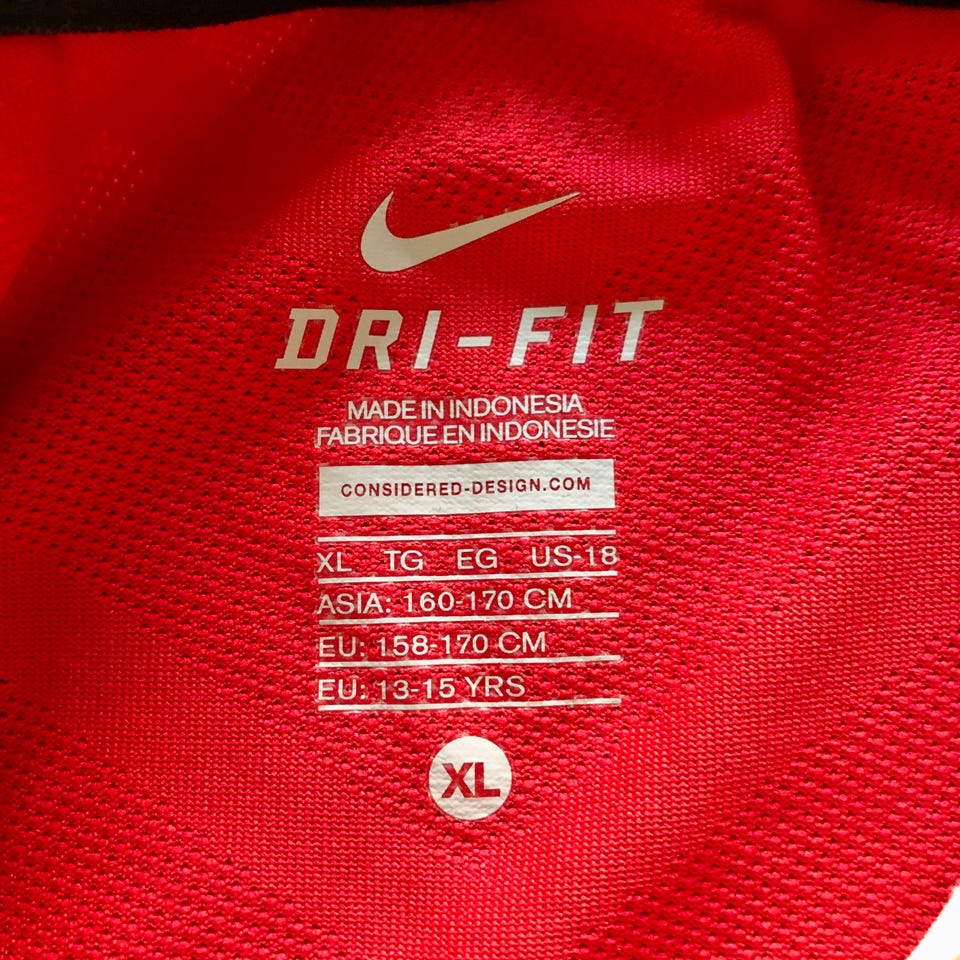 DRI-FIT
MADE IN INDONESIA
FABRIQUE EN INDONESIE
CONSIDERED-DESIGN.COM
XL TG EG US-18
ASIA: 160-170 CM
EU: 158-170 CM
EU: 13-15 YRS
XL